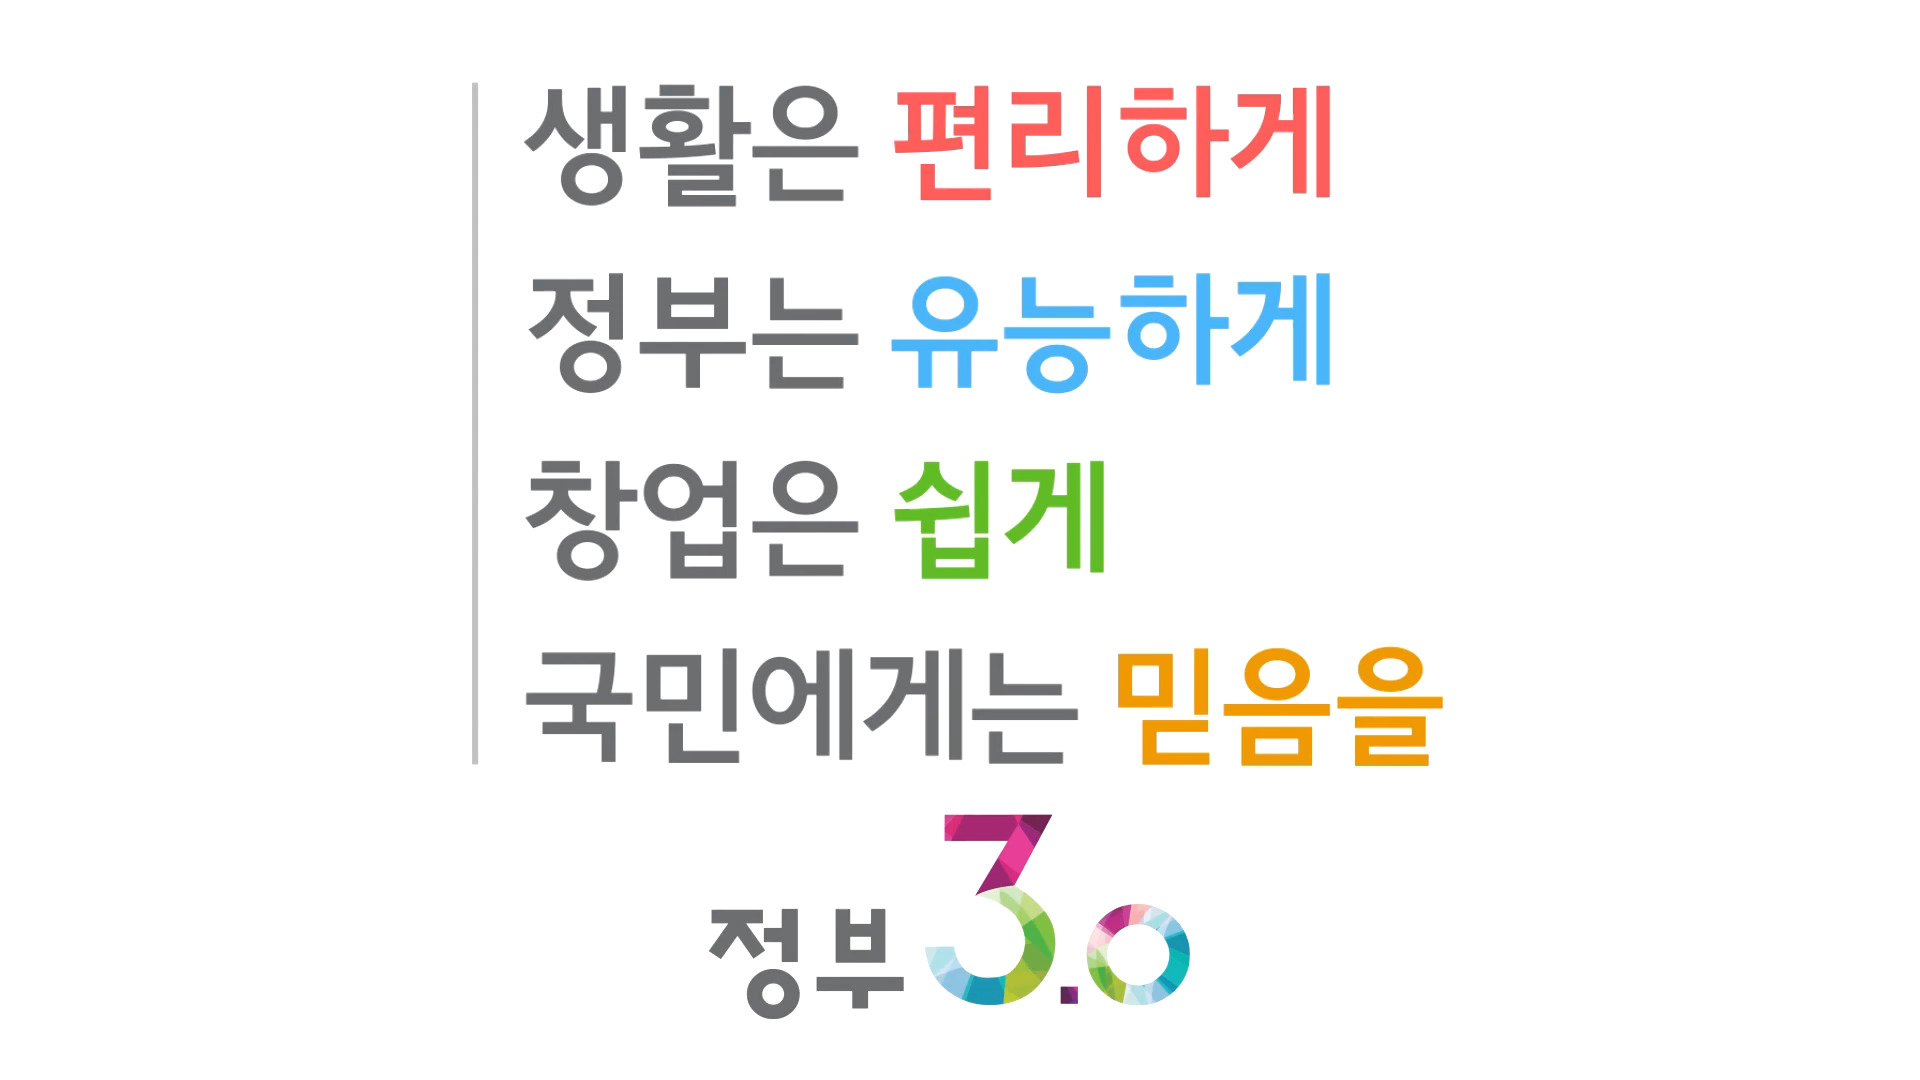 생활은 편리하게
정부는 유능하게
창업은 쉽게
국민에게는 믿음을
정부3.0